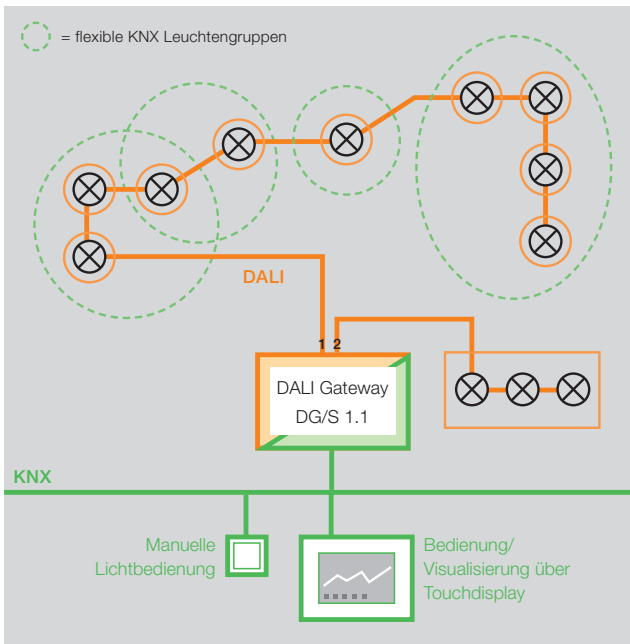 = flexible KNX Leuchtengruppen
DALI
1 2
DALI Gateway
DG/S 1.1
KNX
Manuelle
Lichtbedienung
Bedienung/
Visualisierung über
Touchdisplay